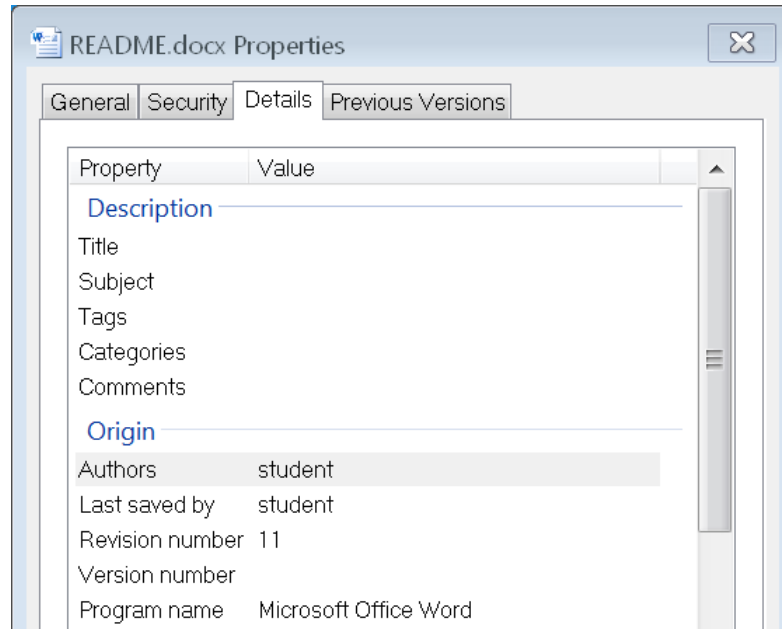 README.docx Properties
General Security Details Previous Versions
Property Value
Description
Title
Subject
Tags
Categories
Comments
Origin
Authors student
Last saved by student
Revision number 11
Version number
Program name Microsoft Office Word